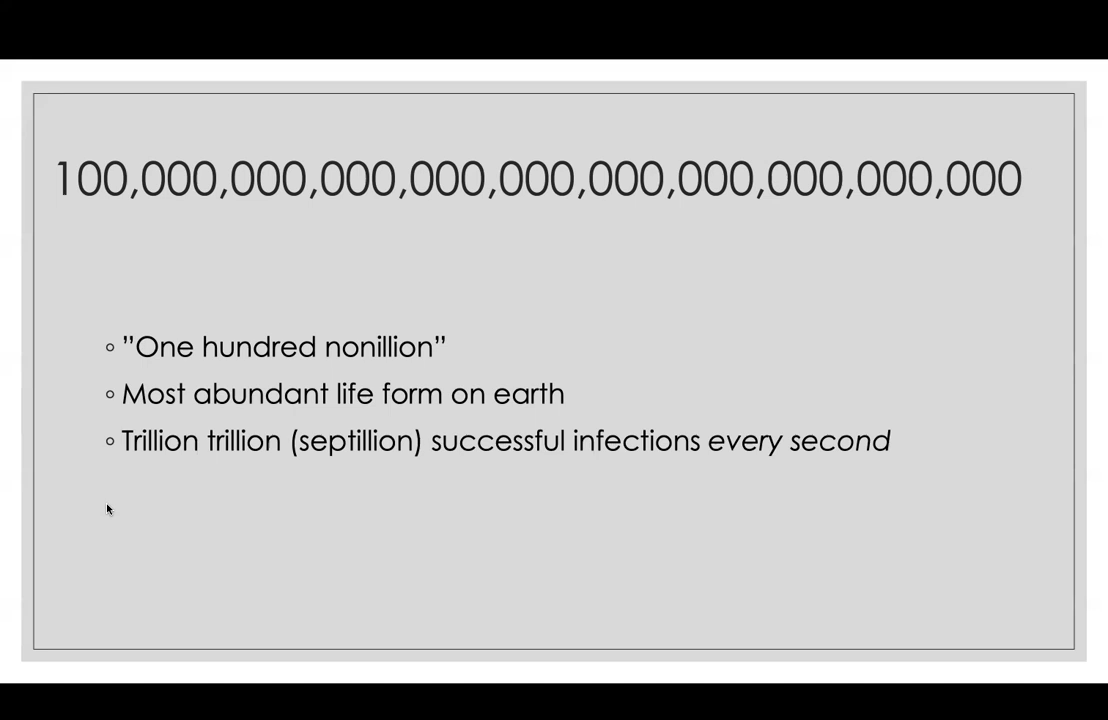 100,000,000,000,000,000,000,000,000,000,000
”One hundred nonillion”
Most abundant life form on earth
Trillion trillion (septillion) successful infections every second